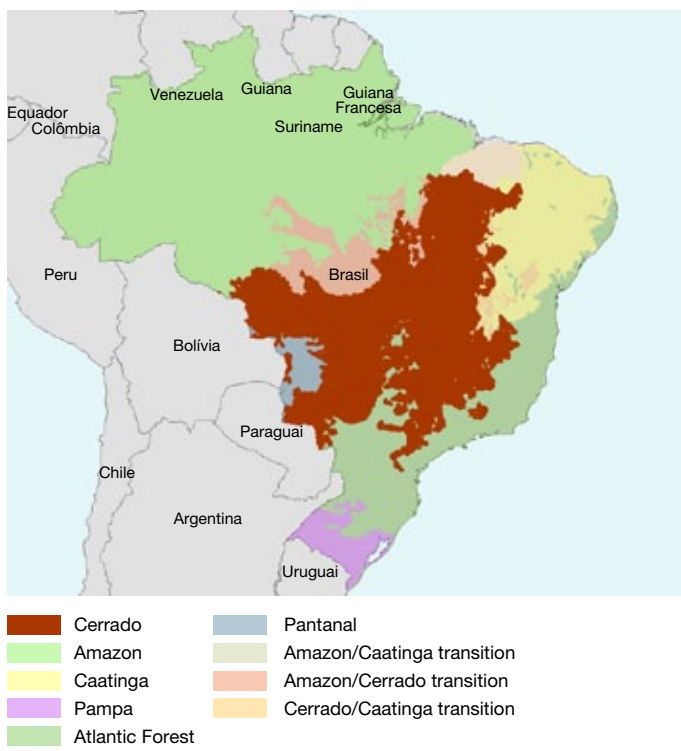 Venezuela
Guiana
Guiana
Francesa
Suriname
Equador
Colômbia
Peru
Brasil
Bolívia
Paraguai
Chile
Argentina
Uruguai
Cerrado
Amazon
Caatinga
Pampa
Atlantic Forest
Pantanal
Amazon/Caatinga transition
Amazon/Cerrado transition
Cerrado/Caatinga transition